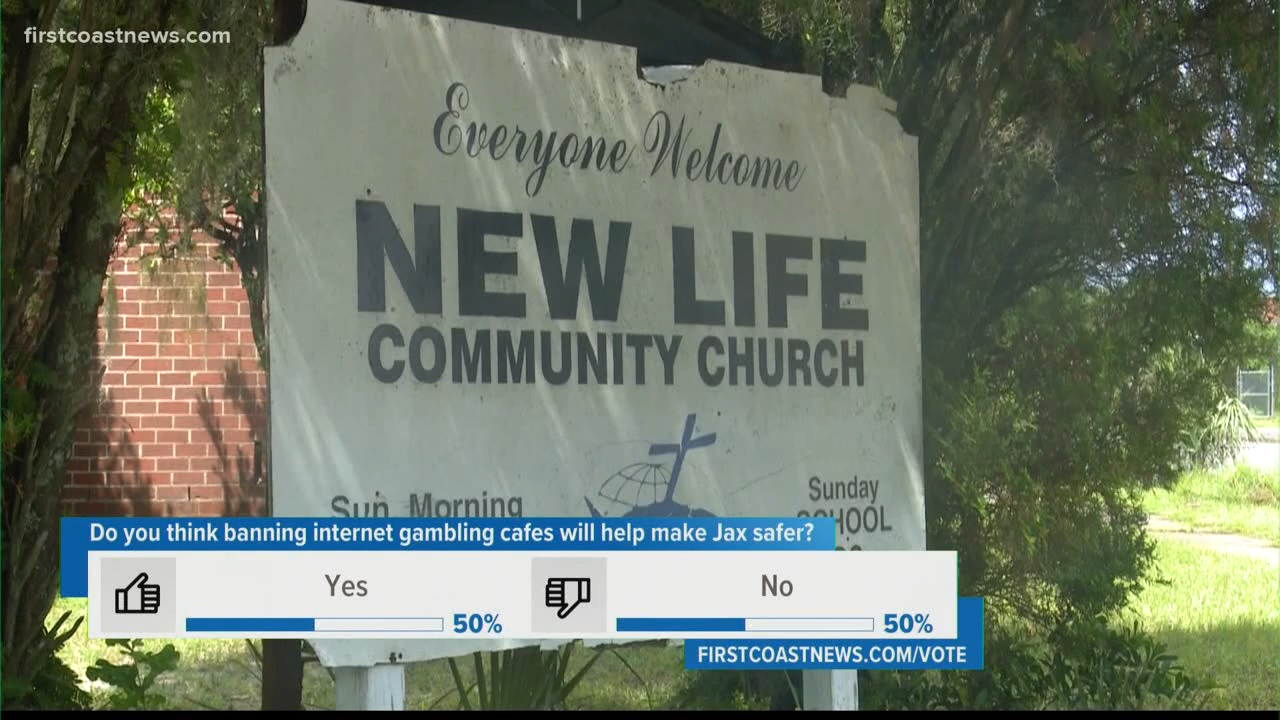 firstcoastnews.com
Everyone Welcome
NEW LIFE
COMMUNITY CHURCH
Sun. Morning
Sunday
SCHOOL
Do you think banning internet gambling cafes will help make Jax safer?
Yes
50%
No
50%
FIRSTCOASTNEWS.COM/VOTE